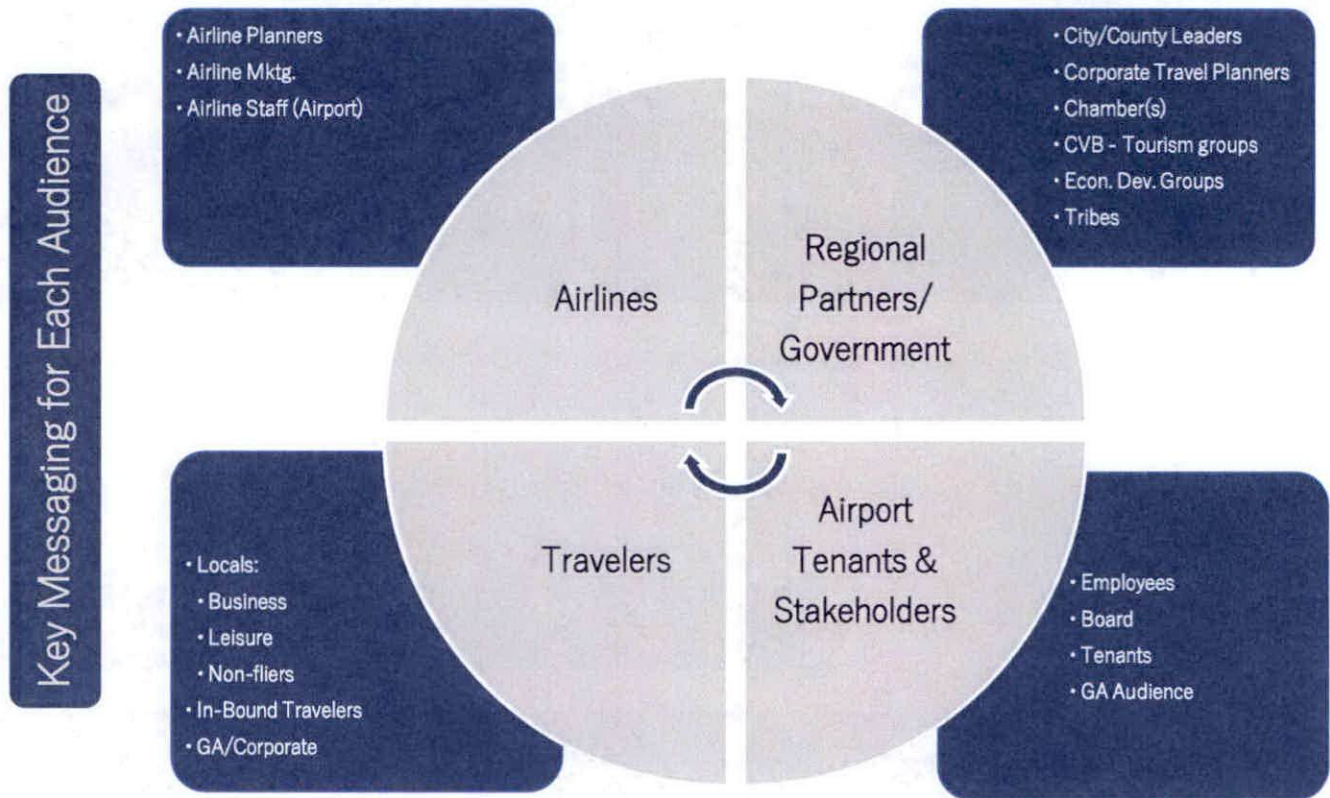 Key Messaging for Each Audience
• Airline Planners
• Airline Mktg.
• Airline Staff (Airport)
• City/County Leaders
• Corporate Travel Planners
• Chamber(s)
• CVB - Tourism groups
• Econ. Dev. Groups
• Tribes
Airlines
Regional
Partners/
Government
Travelers
Airport
Tenants &
Stakeholders
• Locals:
• Business
• Leisure
• Non-fliers
• In-Bound Travelers
• GA/Corporate
• Employees
• Board
• Tenants
• GA Audience